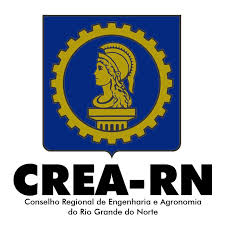 CREA-RN
Conselho Regional de Engenharia e Agronomia
do Rio Grande do Norte